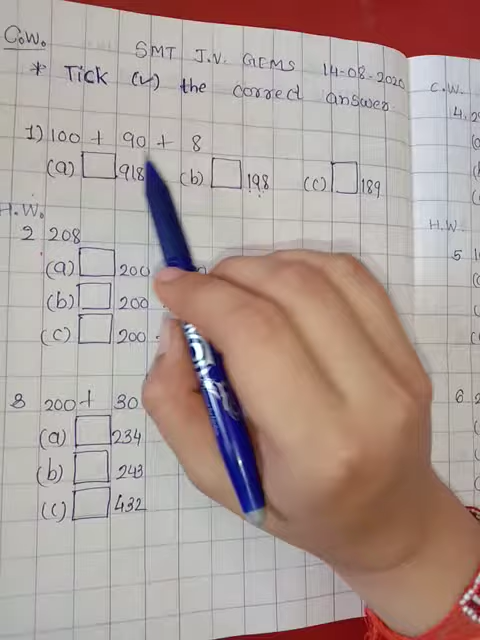 C.W.
SMT J.V. GEMS 14-08-2020
* Tick (✓) the correct answer.
1) 100 + 90 + 8
(a) 918 (b) 198 (c) 189
H.W.
2 208
(a) 200
(b) 200
(c) 200
3 200 + 30
(a) 234
(b) 243
(c) 432
C.W.
4.
H.W.
5
6